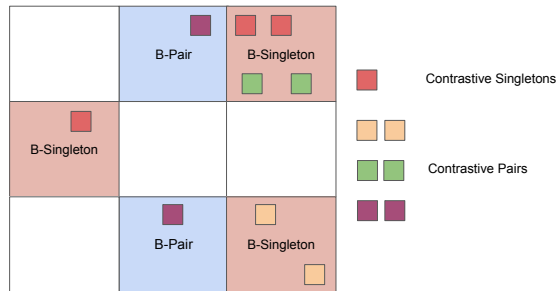 B-Pair
B-Singleton
B-Singleton
B-Pair
B-Singleton
Contrastive Singletons
Contrastive Pairs